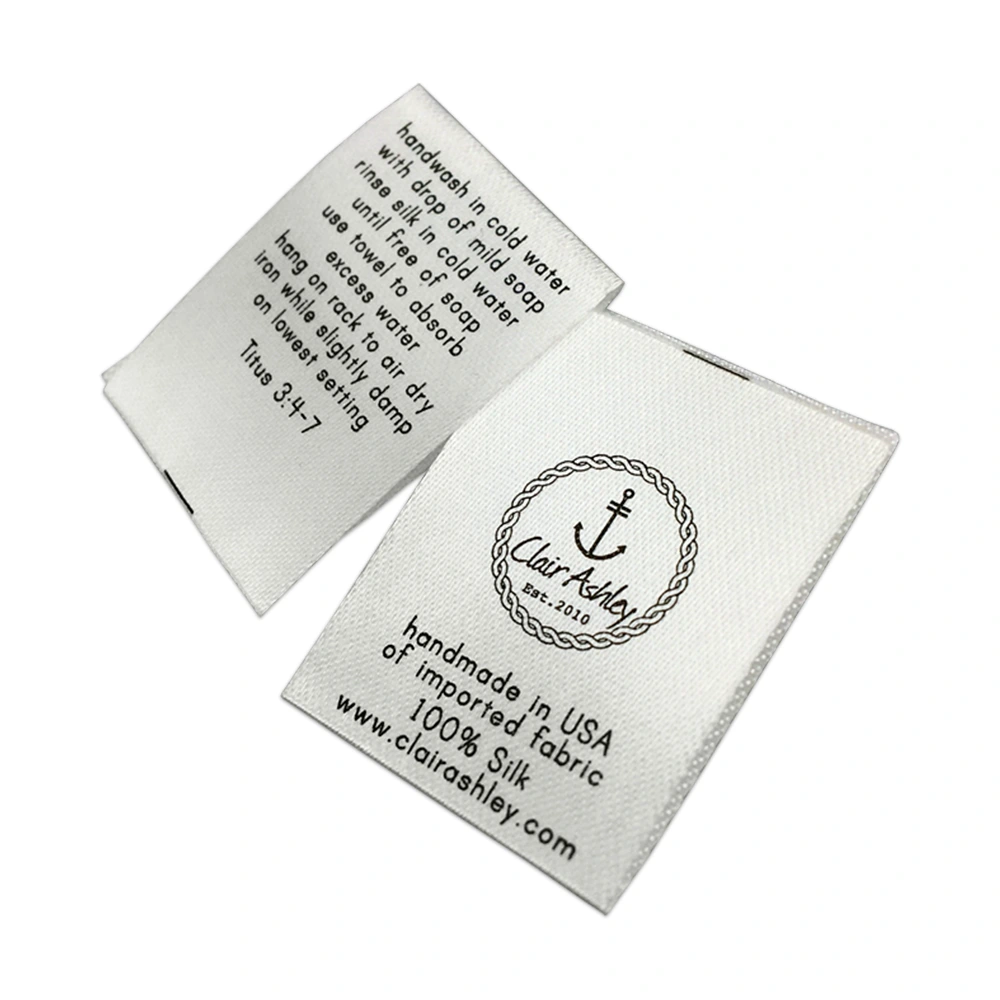 handwash in cold water
with drop of mild soap
rinse silk in cold water
until free of soap
use towel to absorb
excess water
hang on rack to air dry
iron while slightly damp
on lowest setting
Titus 3:4-7
Clair Ashley
Est.2010
handmade in USA
of imported fabric
100% Silk
www.clairashley.com